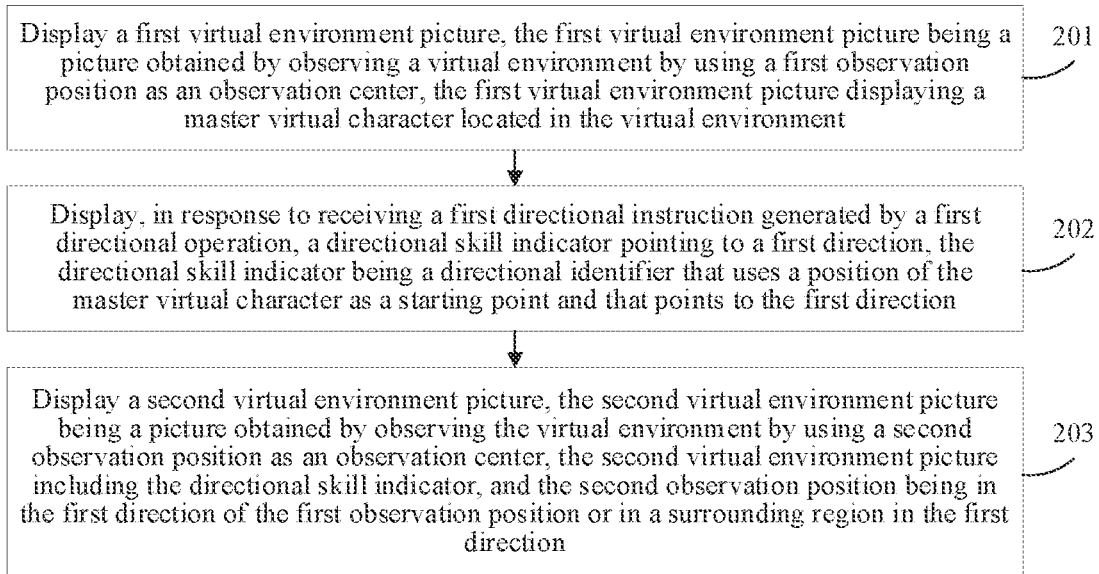 Display a first virtual environment picture, the first virtual environment picture being a
picture obtained by observing a virtual environment by using a first observation
position as an observation center, the first virtual environment picture displaying a
master virtual character located in the virtual environment
201
Display, in response to receiving a first directional instruction generated by a first
directional operation, a directional skill indicator pointing to a first direction, the
directional skill indicator being a directional identifier that uses a position of the
master virtual character as a starting point and that points to the first direction
202
Display a second virtual environment picture, the second virtual environment picture
being a picture obtained by observing the virtual environment by using a second
observation position as an observation center, the second virtual environment picture
including the directional skill indicator, and the second observation position being in
the first direction of the first observation position or in a surrounding region in the first
direction
203